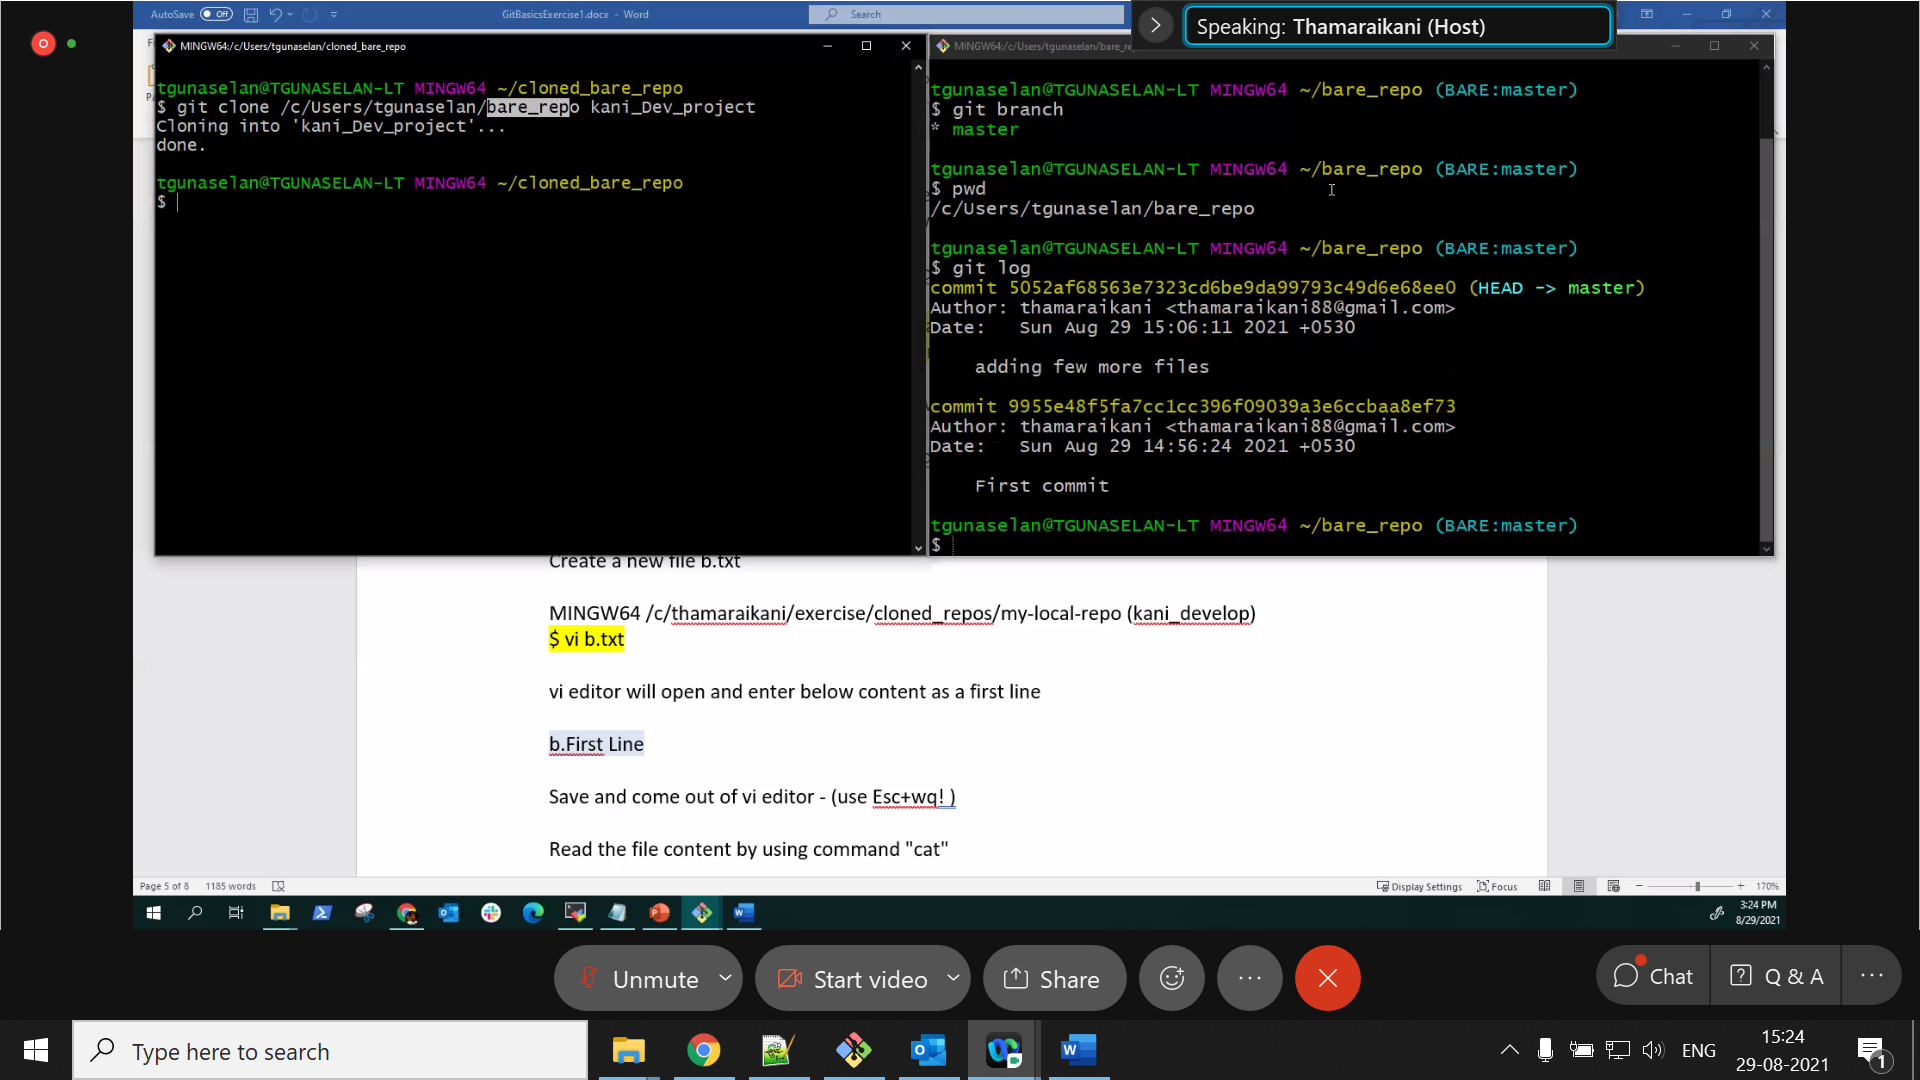 AutoSave Off
GitBasicsExercise1.docx - Word
Search
Speaking: Thamaraikani (Host)
MINGW64:/c/Users/tgunaselan/cloned_bare_repo
tgunaselan@TGUNASELAN-LT MINGW64 ~/cloned_bare_repo
$ git clone /c/Users/tgunaselan/bare_repo kani_Dev_project
Cloning into 'kani_Dev_project'...
done.
tgunaselan@TGUNASELAN-LT MINGW64 ~/cloned_bare_repo
$
MINGW64:/c/Users/tgunaselan/bare_re
tgunaselan@TGUNASELAN-LT MINGW64 ~/bare_repo (BARE:master)
$ git branch
* master
tgunaselan@TGUNASELAN-LT MINGW64 ~/bare_repo (BARE:master)
$ pwd
/c/Users/tgunaselan/bare_repo
tgunaselan@TGUNASELAN-LT MINGW64 ~/bare_repo (BARE:master)
$ git log
commit 5052af68563e7323cd6be9da99793c49d6e68ee0 (HEAD -> master)
Author: thamaraikani <thamaraikani88@gmail.com>
Date:   Sun Aug 29 15:06:11 2021 +0530
adding few more files
commit 9955e48f5fa7cc1cc396f09039a3e6ccbaa8ef73
Author: thamaraikani <thamaraikani88@gmail.com>
Date:   Sun Aug 29 14:56:24 2021 +0530
First commit
tgunaselan@TGUNASELAN-LT MINGW64 ~/bare_repo (BARE:master)
$
Create a new file b.txt
MINGW64 /c/thamaraikani/exercise/cloned_repos/my-local-repo (kani_develop)
$ vi b.txt
vi editor will open and enter below content as a first line
b.First Line
Save and come out of vi editor - (use Esc+wq! )
Read the file content by using command "cat"
Page 5 of 8 1185 words
Display Settings Focus 170%
3:24 PM
8/29/2021
Unmute
Start video
Share
Chat
Q & A
Type here to search
ENG
15:24
29-08-2021
1